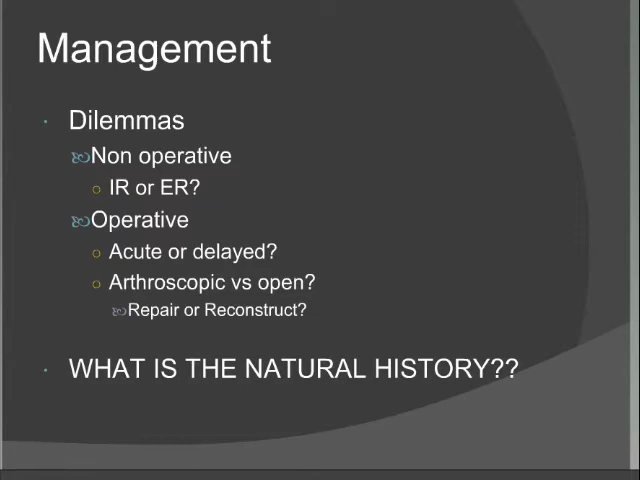 Management
Dilemmas
Non operative
IR or ER?
Operative
Acute or delayed?
Arthroscopic vs open?
Repair or Reconstruct?
WHAT IS THE NATURAL HISTORY??